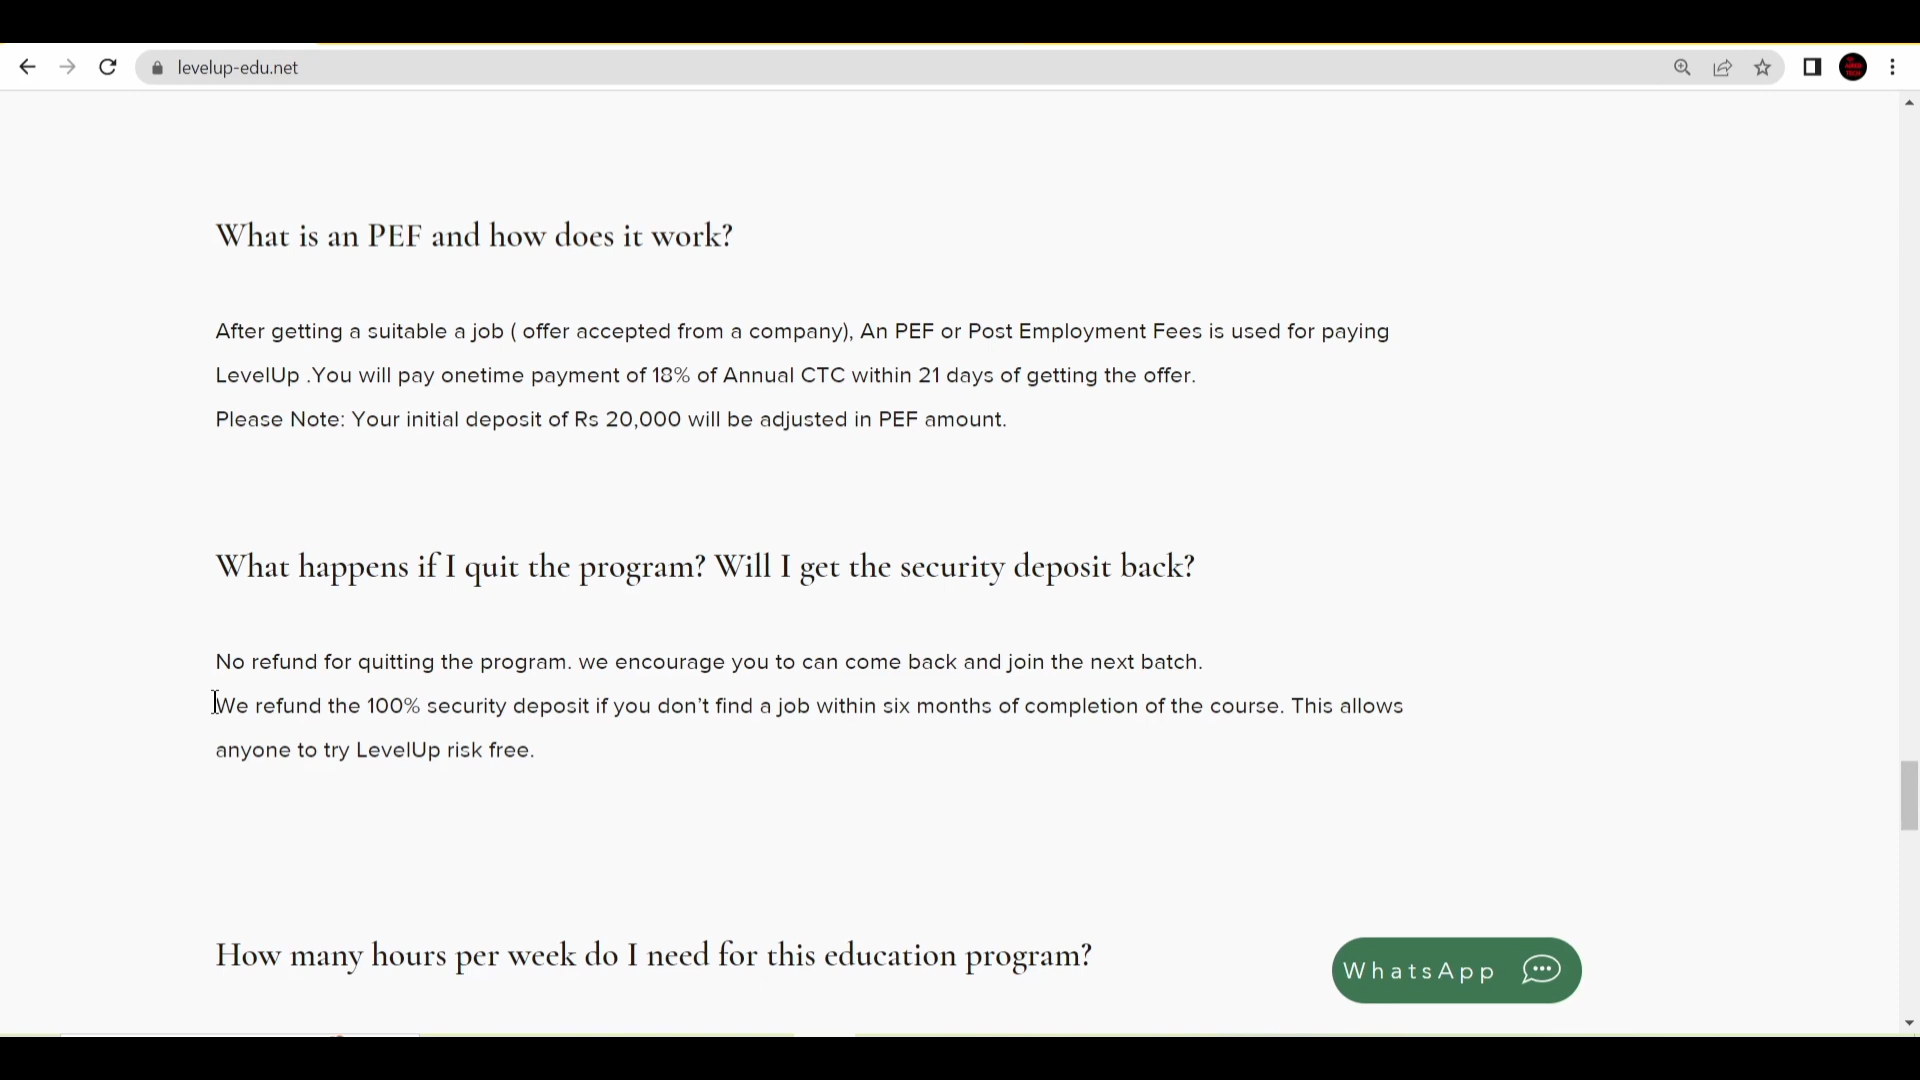 levelup-edu.net
What is an PEF and how does it work?
After getting a suitable a job ( offer accepted from a company), An PEF or Post Employment Fees is used for paying
LevelUp .You will pay onetime payment of 18% of Annual CTC within 21 days of getting the offer.
Please Note: Your initial deposit of Rs 20,000 will be adjusted in PEF amount.
What happens if I quit the program? Will I get the security deposit back?
No refund for quitting the program. we encourage you to can come back and join the next batch.
We refund the 100% security deposit if you don’t find a job within six months of completion of the course. This allows
anyone to try LevelUp risk free.
How many hours per week do I need for this education program?
WhatsApp